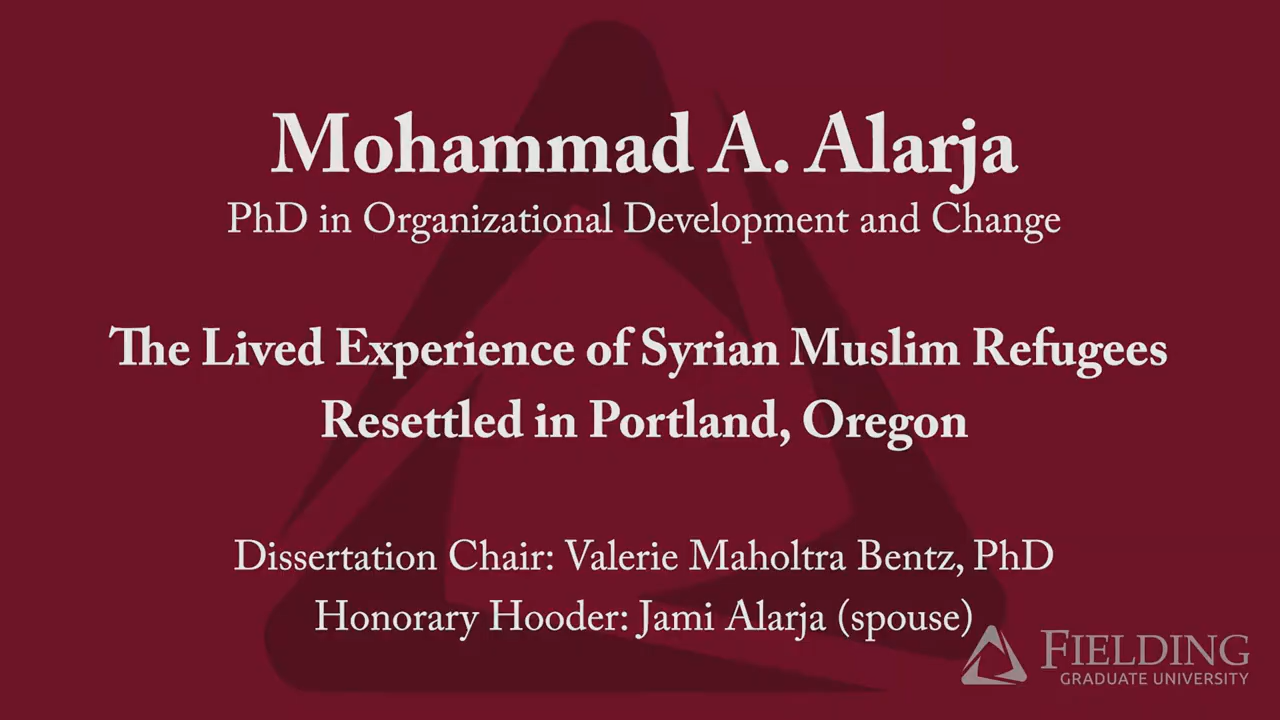 Mohammad A. Alarja
PhD in Organizational Development and Change
The Lived Experience of Syrian Muslim Refugees
Resettled in Portland, Oregon
Dissertation Chair: Valerie Maholtra Bentz, PhD
Honorary Hooder: Jami Alarja (spouse)
FIELDING
GRADUATE UNIVERSITY